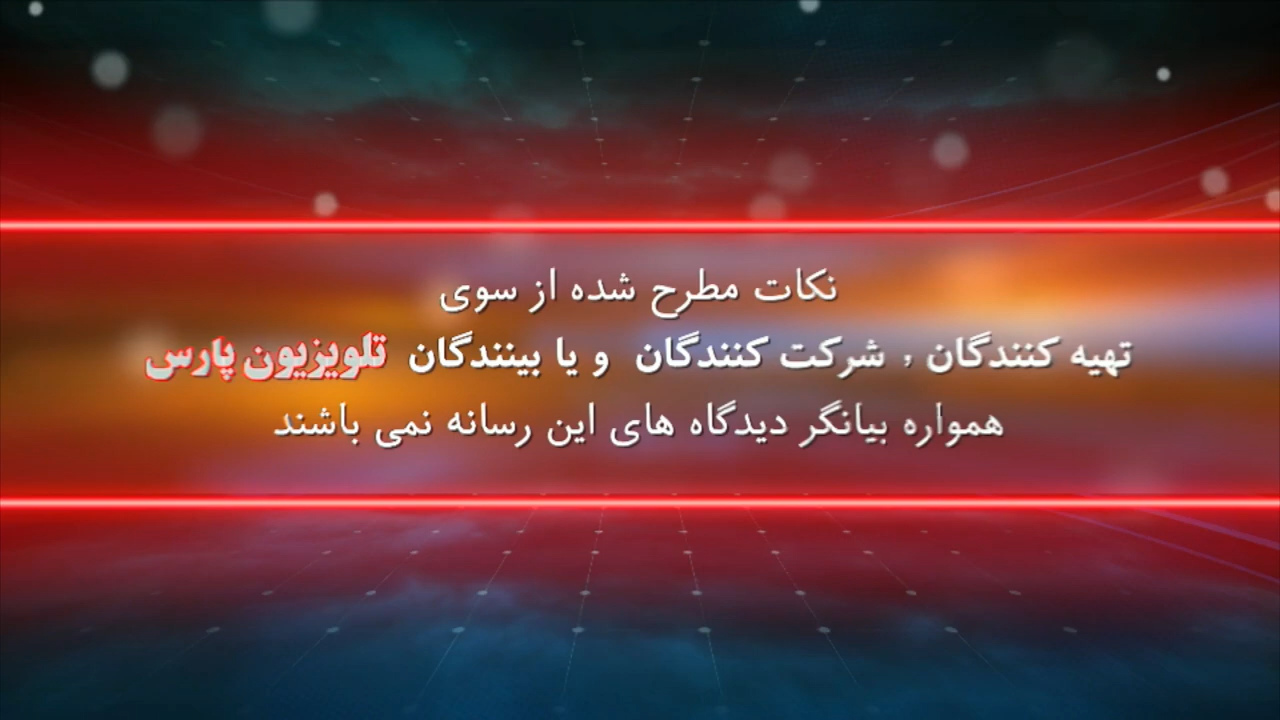 نکات مطرح شده از سوی
تهیه کنندگان ، شرکت کنندگان و یا بینندگان تلویزیون پارس
همواره بیانگر دیدگاه های این رسانه نمی باشند